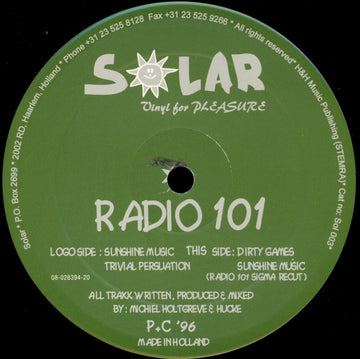 Solar * P.O. Box 2699 * 2002 RD, Haarlem, Holland * Phone +31 23 525 8128 Fax +31 23 525 9266 * All rights reserved* H&H Music Publishing (STEMRA)* Cat no: Sol 003*
SOLAR
Vinyl for PLEASURE
RADIO 101
LOGO SIDE : SUNSHINE MUSIC THIS SIDE : DIRTY GAMES
TRIVIAL PERSUATION SUNSHINE MUSIC
08-028394-20 (RADIO 101 SIGMA RECUT)
ALL TRAXX WRITTEN, PRODUCED & MIXED
BY: MICHIEL HOLTGREVE & HUCKE
P+C '96
MADE IN HOLLAND